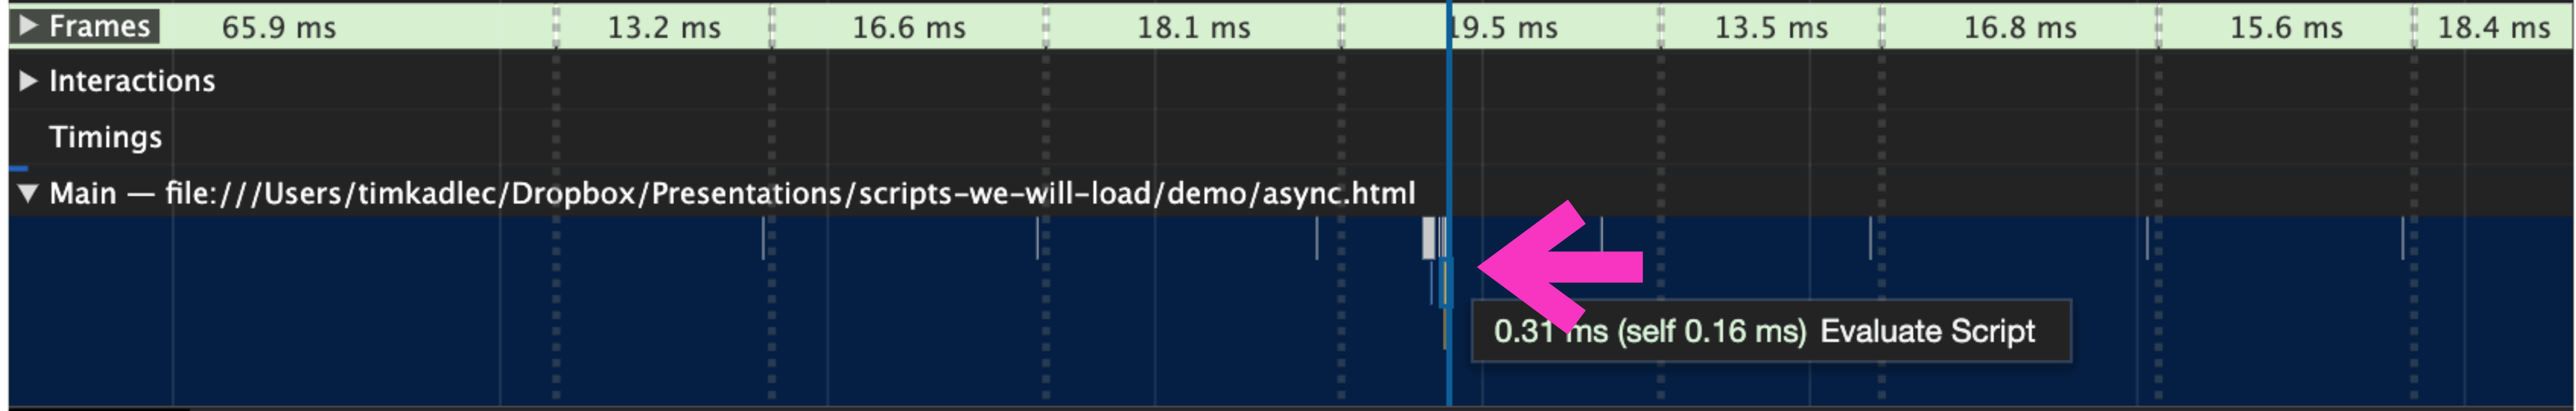 Frames 65.9 ms 13.2 ms 16.6 ms 18.1 ms 19.5 ms 13.5 ms 16.8 ms 15.6 ms 18.4 ms
Interactions
Timings
Main — file:///Users/timkadlec/Dropbox/Presentations/scripts-we-will-load/demo/async.html
0.31 ms (self 0.16 ms) Evaluate Script